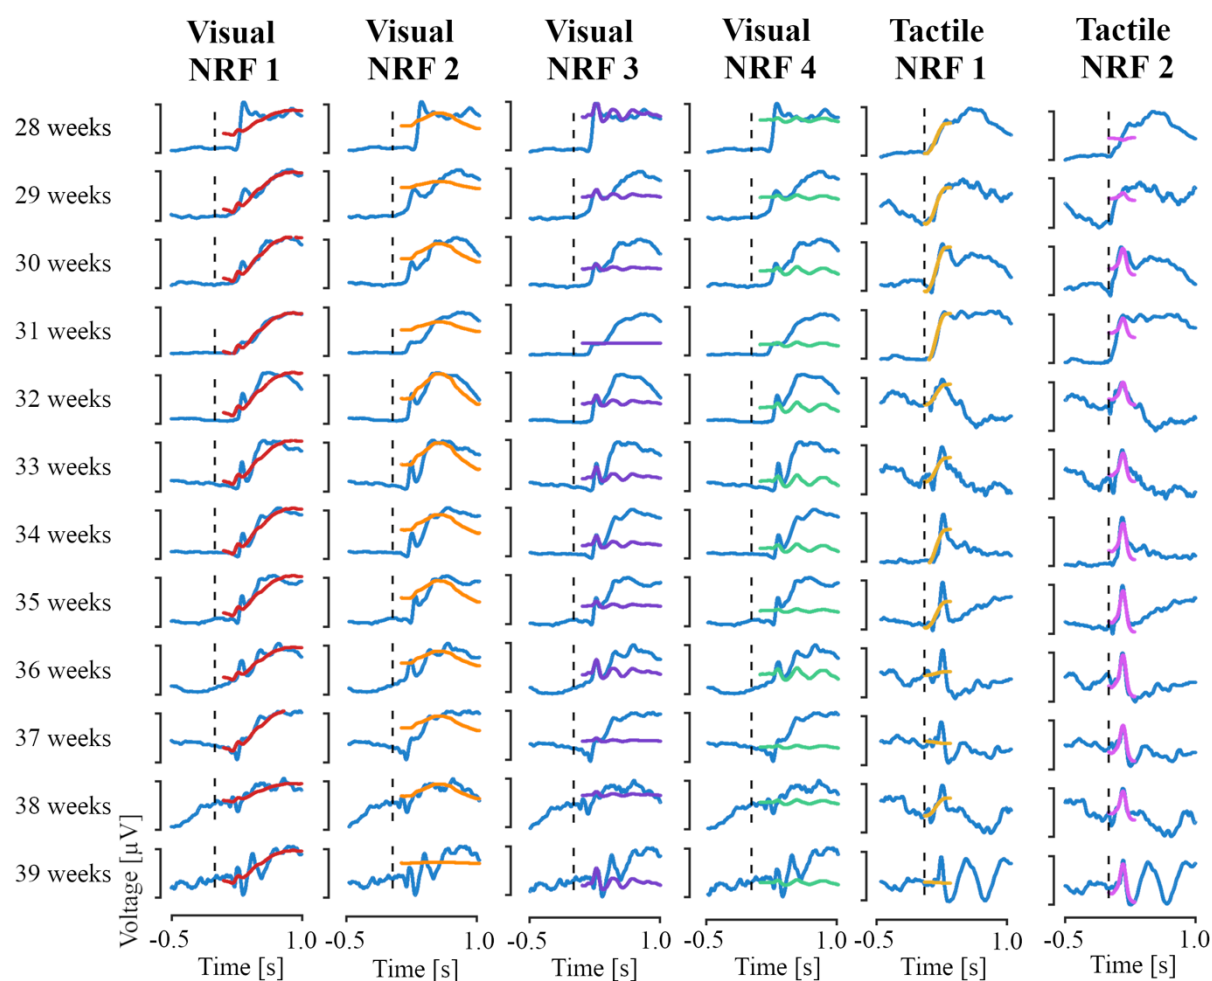 Visual Visual Visual Visual Tactile Tactile
NRF 1 NRF 2 NRF 3 NRF 4 NRF 1 NRF 2
28 weeks
29 weeks
30 weeks
31 weeks
32 weeks
33 weeks
34 weeks
35 weeks
36 weeks
37 weeks
38 weeks
39 weeks
Voltage [μV]
-0.5 1.0 -0.5 1.0 -0.5 1.0 -0.5 1.0 -0.5 1.0 -0.5 1.0
Time [s] Time [s] Time [s] Time [s] Time [s] Time [s]